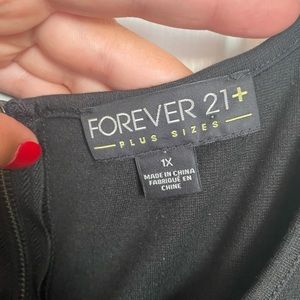 FOREVER 21+
PLUS SIZES
1X
MADE IN CHINA
FABRIQUÉ EN
CHINE